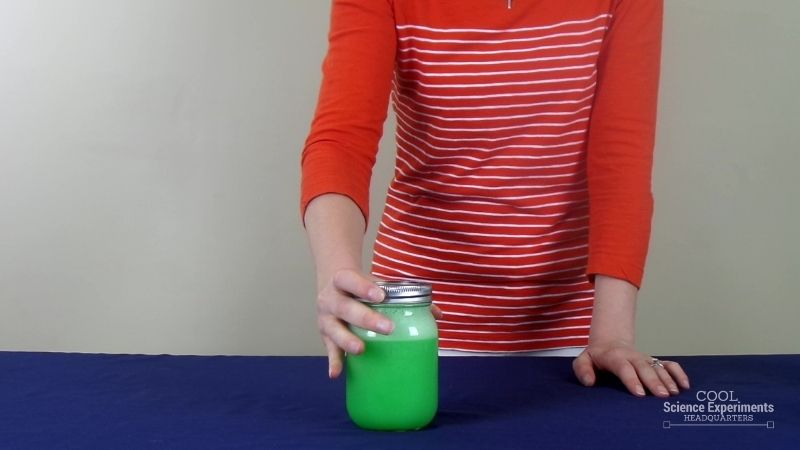 COOL
Science Experiments
HEADQUARTERS